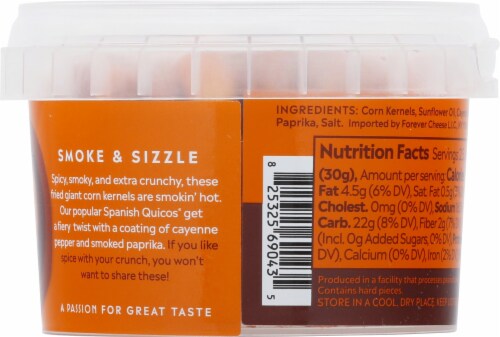 SMOKE & SIZZLE
Spicy, smoky, and extra crunchy, these
fried giant corn kernels are smokin' hot.
Our popular Spanish Quicos® get
a fiery twist with a coating of cayenne
pepper and smoked paprika. If you like
spice with your crunch, you won't
want to share these!
A PASSION FOR GREAT TASTE
8 25325 69043 5
INGREDIENTS: Corn Kernels, Sunflower Oil,
Paprika, Salt. Imported by Forever Cheese LLC,
Nutrition Facts Servings:
(30g), Amount per serving:
Fat 4.5g (6% DV), Sat. Fat 0.5g
Cholest. 0mg (0% DV), Sodium
Carb. 22g (8% DV), Fiber 2g
(Incl. 0g Added Sugars, 0% DV),
DV), Calcium (0% DV), Iron (2%
Produced in a facility that processes
Contains hard pieces.
STORE IN A COOL, DRY PLACE.